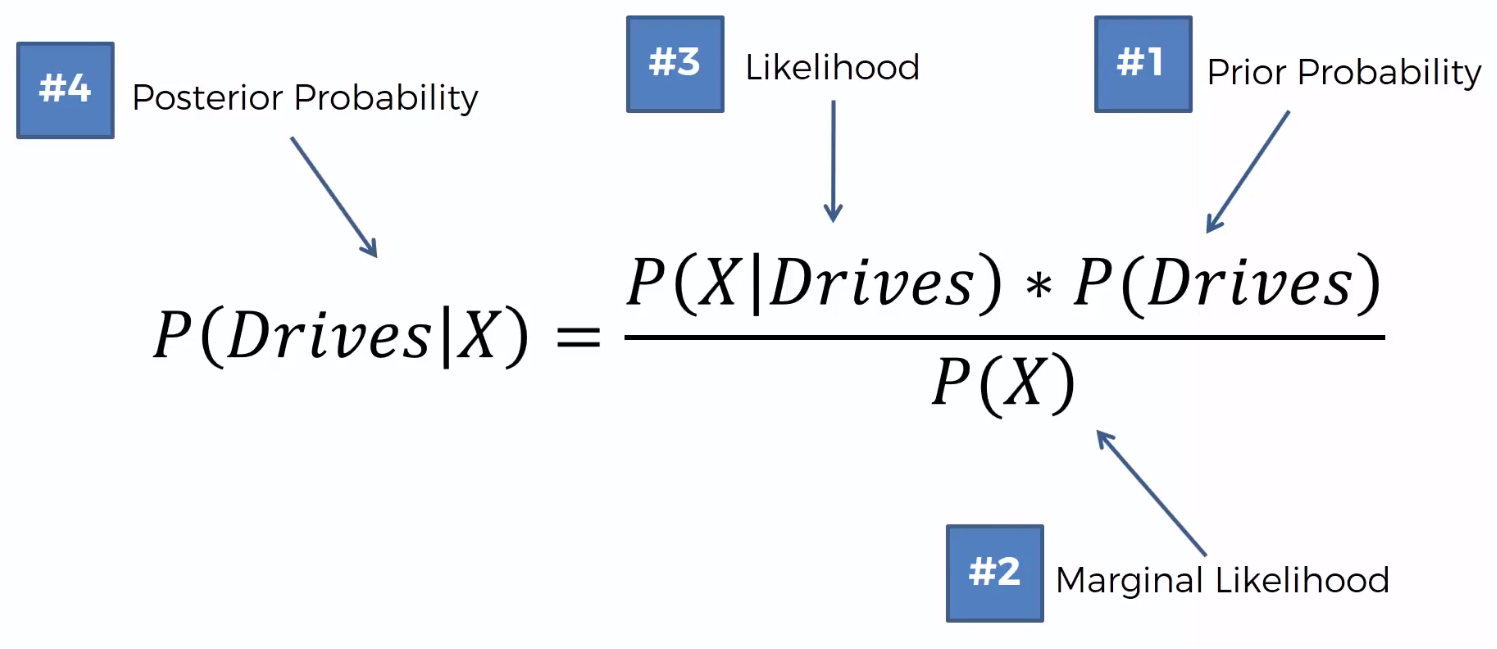 #4 Posterior Probability
#3 Likelihood
#1 Prior Probability
P(Drives|X) = P(X|Drives) * P(Drives)
P(X)
#2 Marginal Likelihood